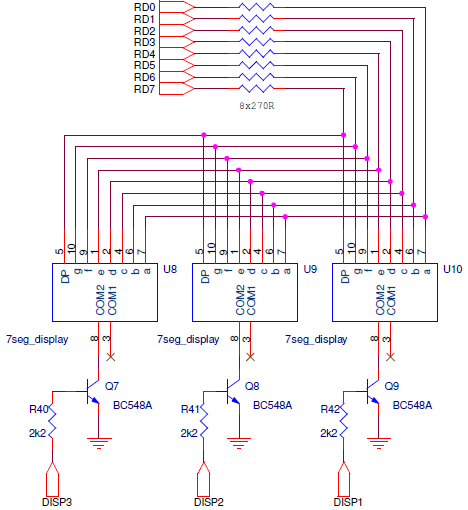 RD0
RD1
RD2
RD3
RD4
RD5
RD6
RD7
8x270R
5 10 9 1 2 4 6 7
5 10 9 1 2 4 6 7
5 10 9 1 2 4 6 7
DP g f e d c b a
U8
DP g f e d c b a
U9
DP g f e d c b a
U10
COM2 COM1
COM2 COM1
COM2 COM1
7seg_display
8 3
7seg_display
8 3
7seg_display
8 3
Q7
Q8
Q9
R40
BC548A
R41
BC548A
R42
BC548A
2k2
2k2
2k2
DISP3
DISP2
DISP1